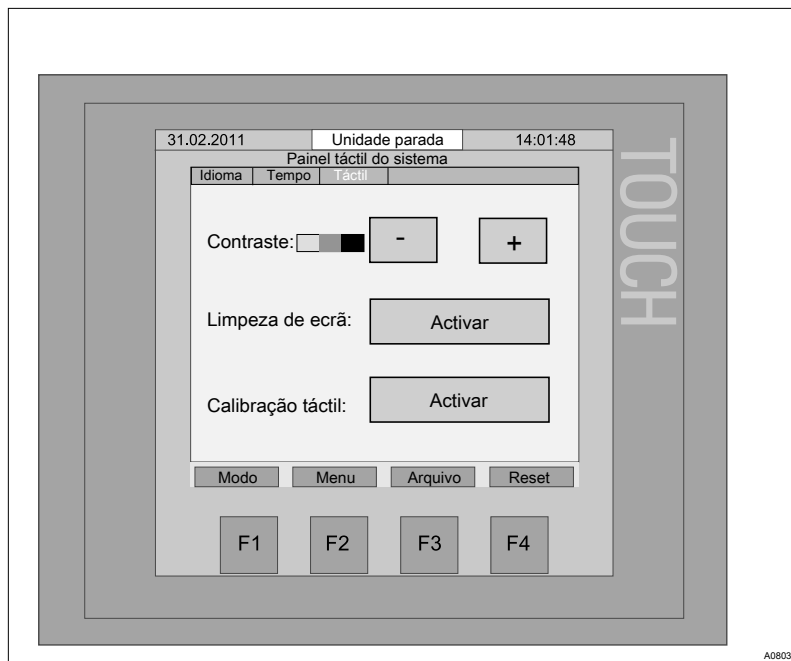 31.02.2011 Unidade parada 14:01:48
Painel táctil do sistema
Idioma Tempo Táctil
Contraste: - +
Limpeza de ecrã: Activar
Calibração táctil: Activar
Modo Menu Arquivo Reset
F1 F2 F3 F4
TOUCH
A0803